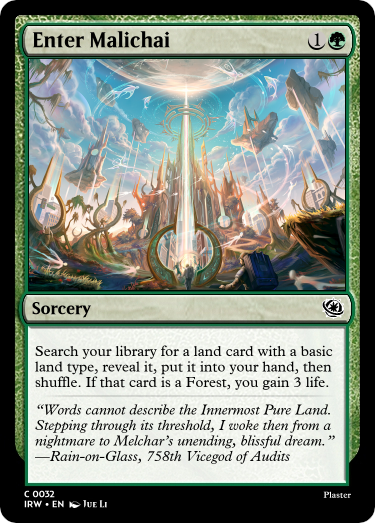 Enter Malichai
1
Sorcery
Search your library for a land card with a basic
land type, reveal it, put it into your hand, then
shuffle. If that card is a Forest, you gain 3 life.
“Words cannot describe the Innermost Pure Land.
Stepping through its threshold, I woke then from a
nightmare to Melchar’s unending, blissful dream.”
—Rain-on-Glass, 758th Vicegod of Audits
C 0032
IRW • EN Jue Li
Plaster